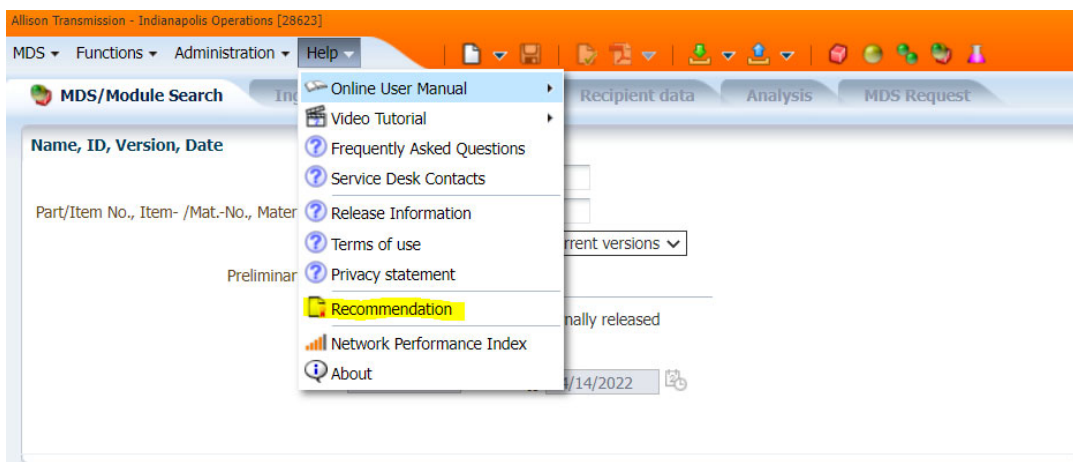 Allison Transmission - Indianapolis Operations [28623]
MDS Functions Administration Help
MDS/Module Search Recipient data Analysis MDS Request
Online User Manual
Video Tutorial
Name, ID, Version, Date
Frequently Asked Questions
Service Desk Contacts
Part/Item No., Item- /Mat.-No., Mater
Release Information
Terms of use
rrent versions
Preliminar
Privacy statement
Recommendation
nally released
Network Performance Index
About
/14/2022